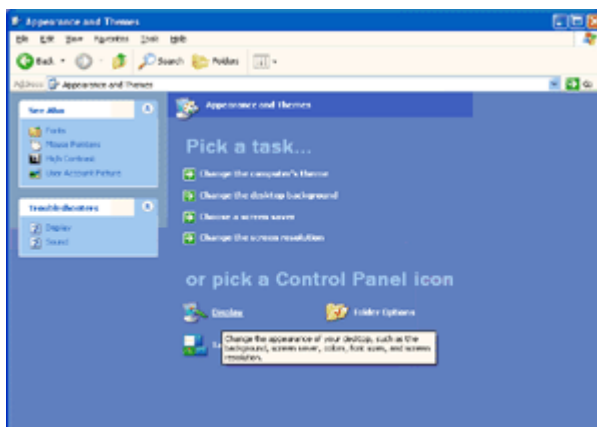 Appearance and Themes
File Edit View Favorites Tools Help
Back Search Folders
Address Appearance and Themes Go
See Also
Fonts
Mouse Pointers
High Contrast
User Account Picture
Troubleshooters
Display
Sound
Appearance and Themes
Pick a task...
Change the computer's theme
Change the desktop background
Choose a screen saver
Change the screen resolution
or pick a Control Panel icon
Display Folder Options
Change the appearance of your desktop, such as the
background, screen saver, colors, font sizes, and screen
resolution.